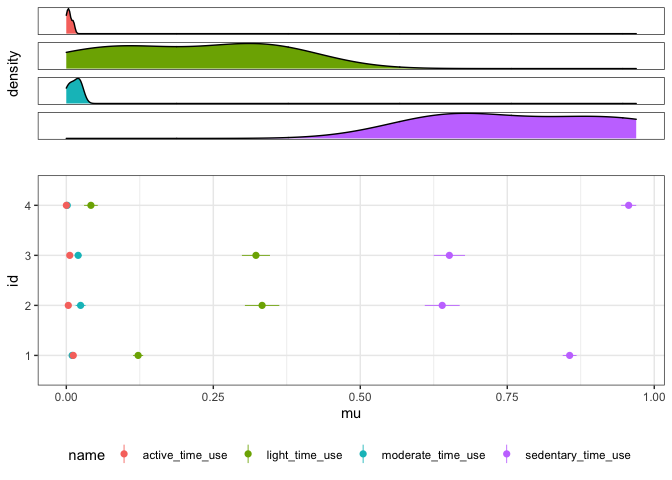 density
4
3
id
2
1
0.00 0.25 0.50 0.75 1.00
mu
name active_time_use light_time_use moderate_time_use sedentary_time_use